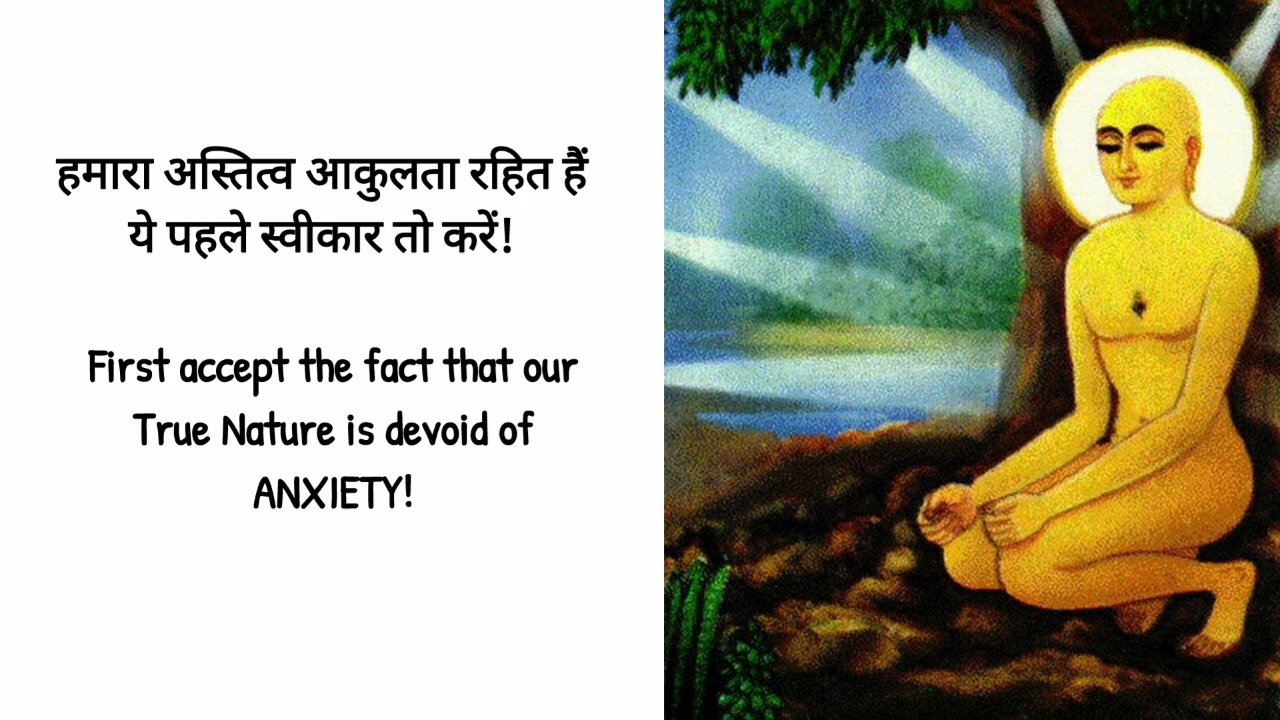 हमारा अस्तित्व आकुलता रहित हैं
ये पहले स्वीकार तो करें!
First accept the fact that our
True Nature is devoid of
ANXIETY!